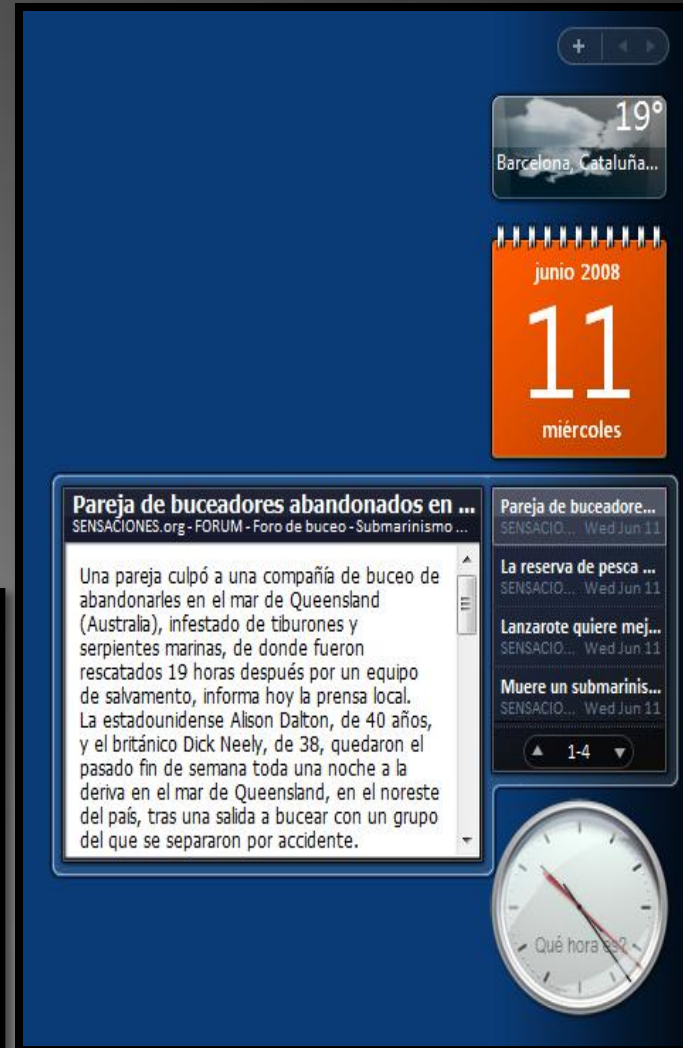 19°
Barcelona, Cataluña...
junio 2008
11
miércoles
Pareja de buceadores abandonados en ...
SENSACIONES.org - FORUM - Foro de buceo - Submarinismo ...
Una pareja culpó a una compañía de buceo de
abandonarles en el mar de Queensland
(Australia), infestado de tiburones y
serpientes marinas, de donde fueron
rescatados 19 horas después por un equipo
de salvamento, informa hoy la prensa local.
La estadounidense Alison Dalton, de 40 años,
y el británico Dick Neely, de 38, quedaron el
pasado fin de semana toda una noche a la
deriva en el mar de Queensland, en el noreste
del país, tras una salida a bucear con un grupo
del que se separaron por accidente.
Pareja de buceadore...
SENSACIO... Wed Jun 11
La reserva de pesca ...
SENSACIO... Wed Jun 11
Lanzarote quiere mej...
SENSACIO... Wed Jun 11
Muere un submarinis...
SENSACIO... Wed Jun 11
1-4
Qué hora es?